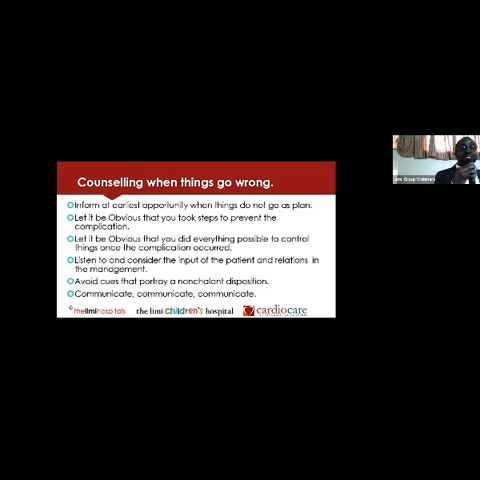 Counselling when things go wrong.
Inform at earliest opportunity when things do not go as plan.
Let it be Obvious that you took steps to prevent the
complication.
Let it be Obvious that you did everything possible to control
things once the complication occurred.
Listen to and consider the input of the patient and relations in
the management.
Avoid cues that portray a nonchalant disposition.
Communicate, communicate, communicate.
thelimihospitals
the limi children's hospital
cardiocare